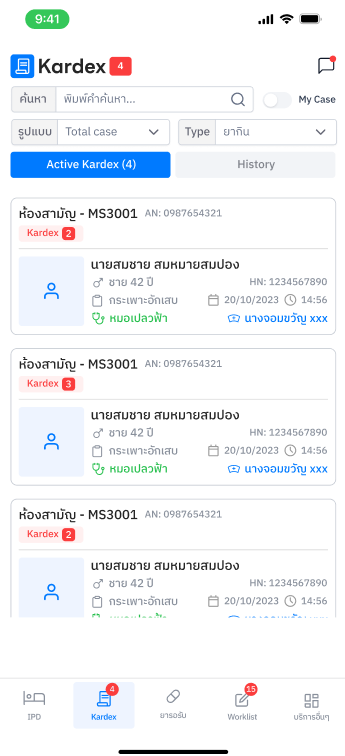 9:41
Kardex 4
ค้นหา พิมพ์คำค้นหา... My Case
รูปแบบ Total case Type ยากิน
Active Kardex (4) History
ห้องสามัญ - MS3001 AN: 0987654321
Kardex 2
นายสมชาย สมหมายสมปอง
ชาย 42 ปี HN: 1234567890
กระเพาะอักเสบ 20/10/2023 14:56
หมอเปลวฟ้า นางจอมขวัญ xxx
ห้องสามัญ - MS3001 AN: 0987654321
Kardex 3
นายสมชาย สมหมายสมปอง
ชาย 42 ปี HN: 1234567890
กระเพาะอักเสบ 20/10/2023 14:56
หมอเปลวฟ้า นางจอมขวัญ xxx
ห้องสามัญ - MS3001 AN: 0987654321
Kardex 2
นายสมชาย สมหมายสมปอง
ชาย 42 ปี HN: 1234567890
กระเพาะอักเสบ 20/10/2023 14:56
4 15
IPD Kardex ยารอรับ Worklist บริการอื่นๆ